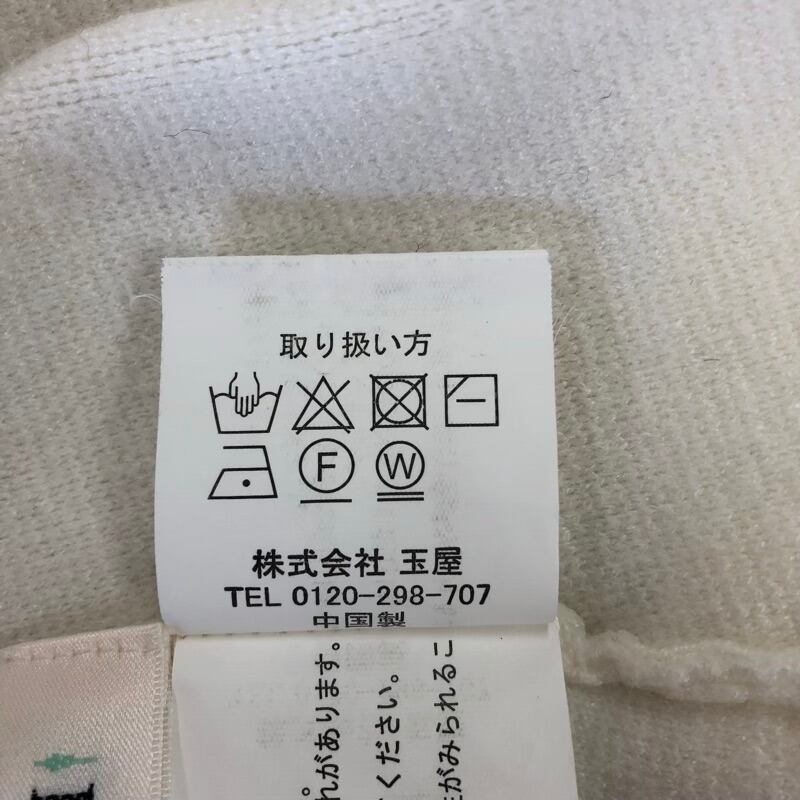 取り扱い方
F W
株式会社 玉屋
TEL 0120-298-707
中国製
れがあります。
ください。
がみられるこ